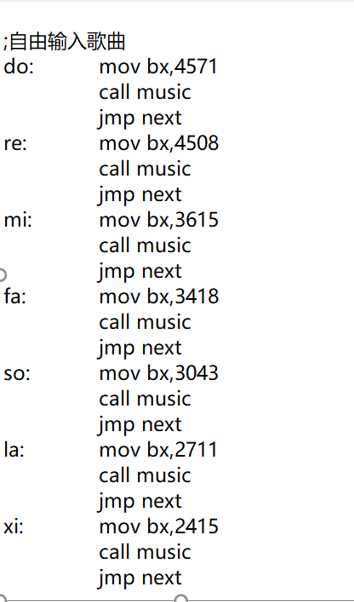 ;自由输入歌曲
do: mov bx,4571
call music
jmp next
re: mov bx,4508
call music
jmp next
mi: mov bx,3615
call music
jmp next
fa: mov bx,3418
call music
jmp next
so: mov bx,3043
call music
jmp next
la: mov bx,2711
call music
jmp next
xi: mov bx,2415
call music
jmp next